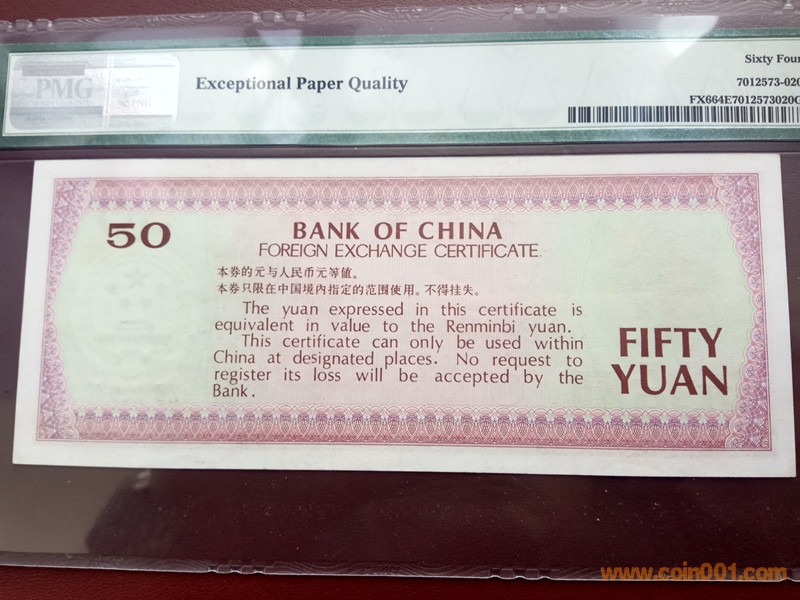 PMG
Exceptional Paper Quality
Sixty Four
7012573-020
FX664E7012573020G
50
BANK OF CHINA
FOREIGN EXCHANGE CERTIFICATE
本券的元与人民币元等值。
本券只限在中国境内指定的范围使用。不得挂失。
The yuan expressed in this certificate is
equivalent in value to the Renminbi yuan.
This certificate can only be used within
China at designated places. No request to
register its loss will be accepted by the
Bank.
FIFTY
YUAN
www.coin001.com